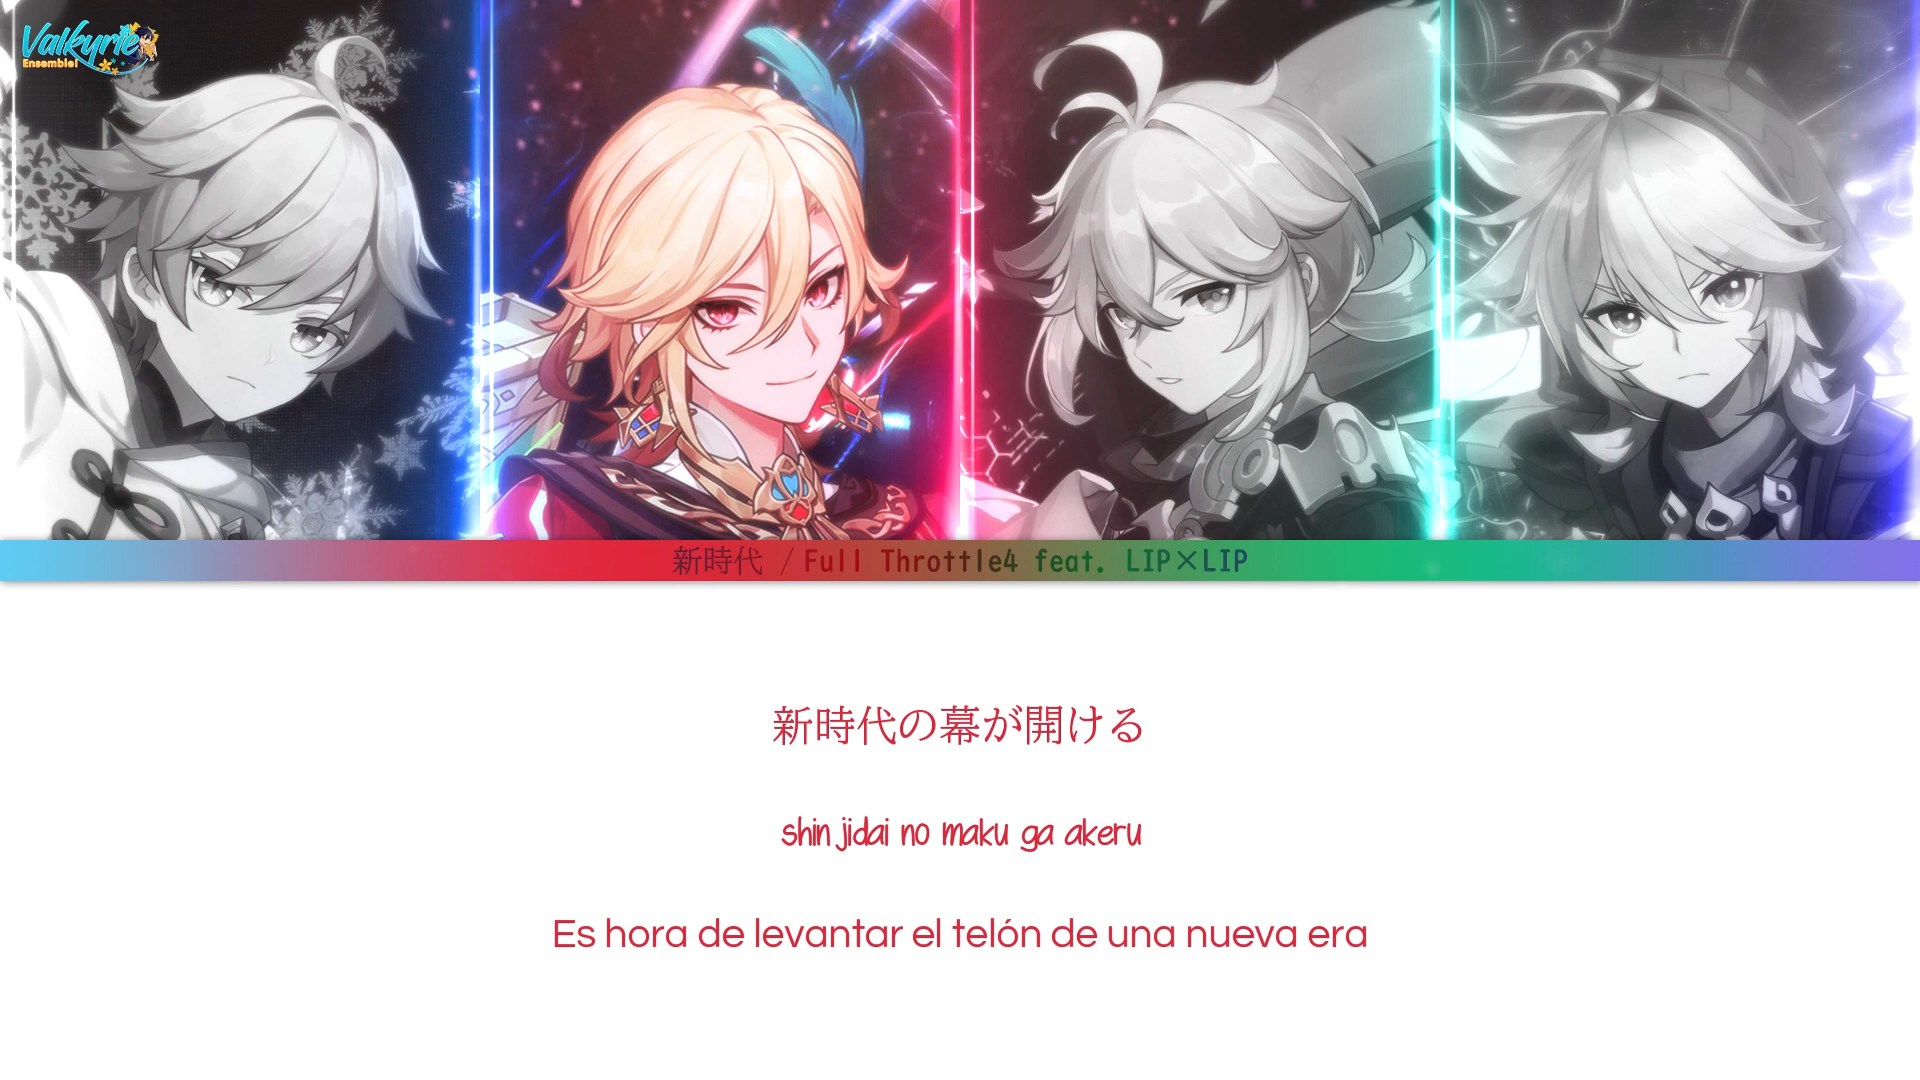 Valkyrie
Ensemble!
新時代 / Full Throttle4 feat. LIP×LIP
新時代の幕が開ける
shin jidai no maku ga akeru
Es hora de levantar el telón de una nueva era